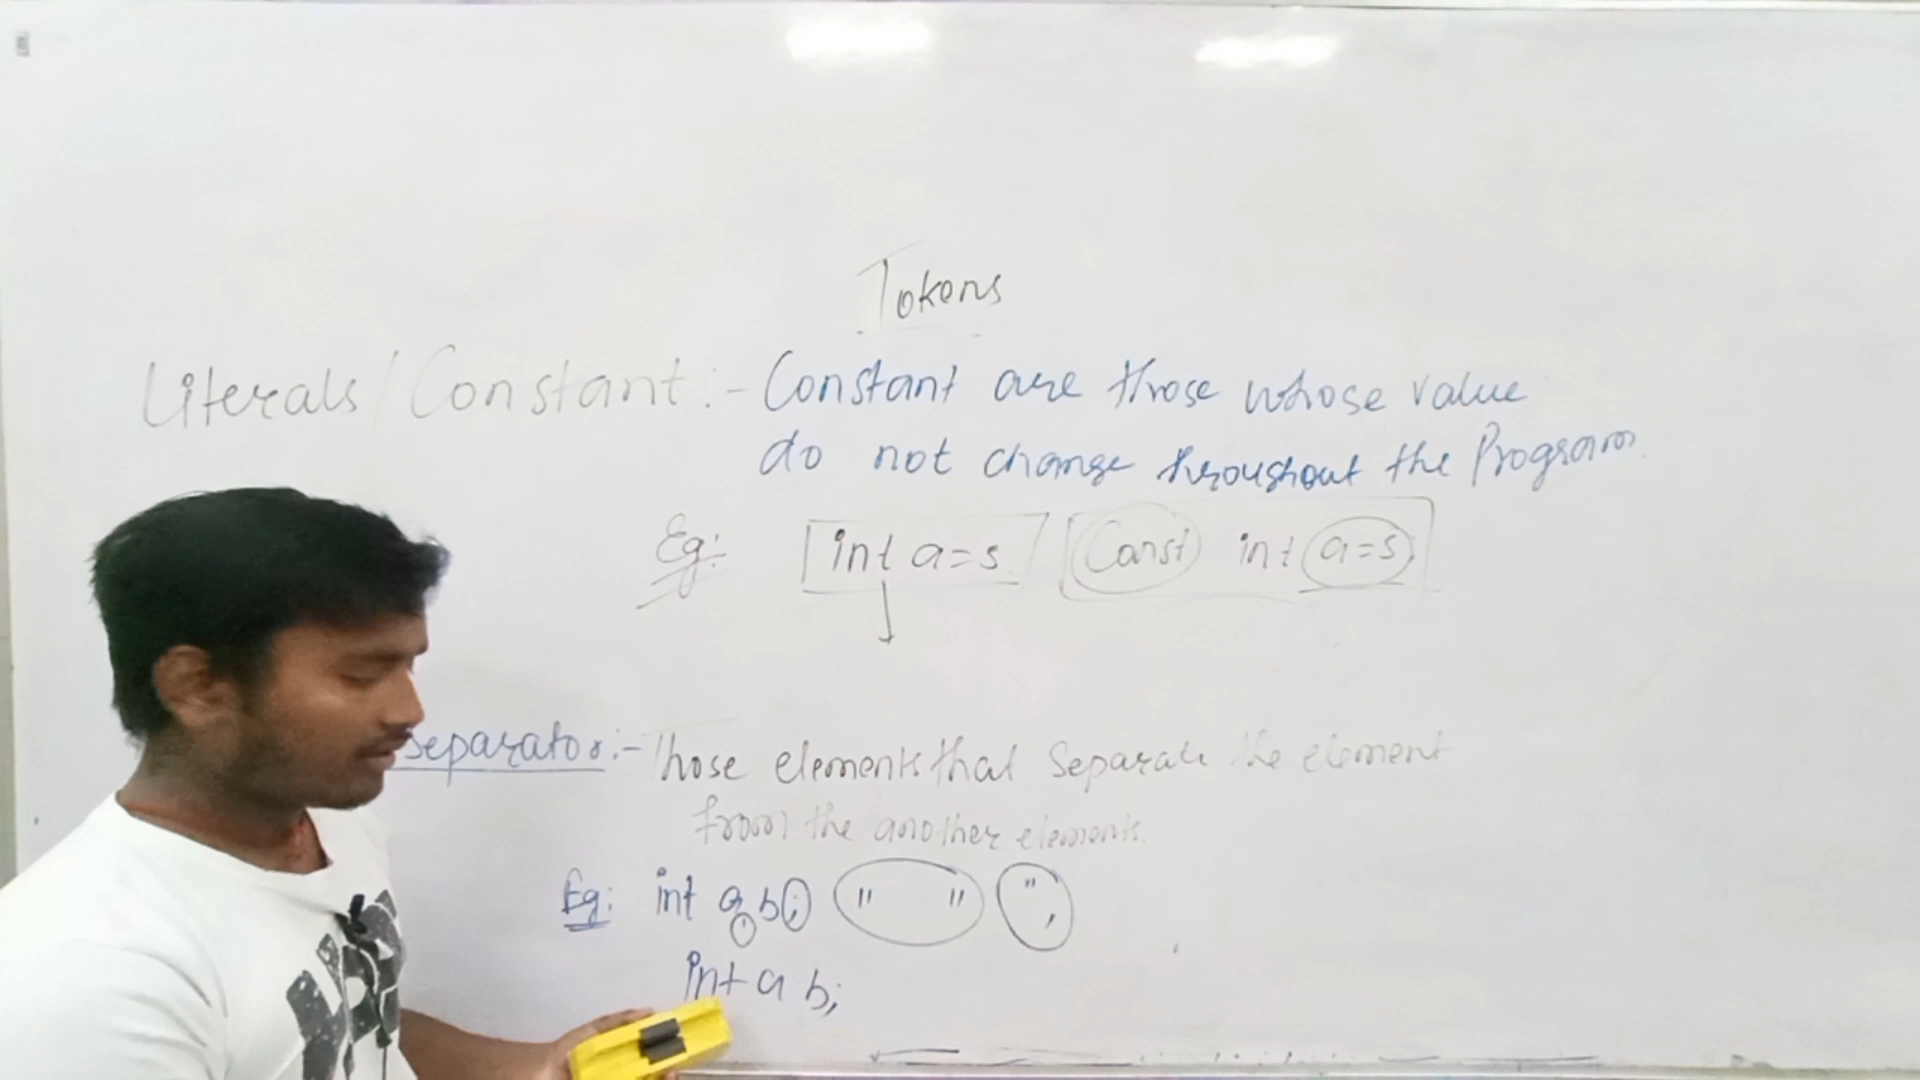 Tokens
Literals/Constant :- Constant are those whose value
do not change throughout the Program
Eg: int a=5 Const int a=5
Separator :- Those elements that Separate the element
from the another elements.
Eg: int a, b; " " " ,
int a b;